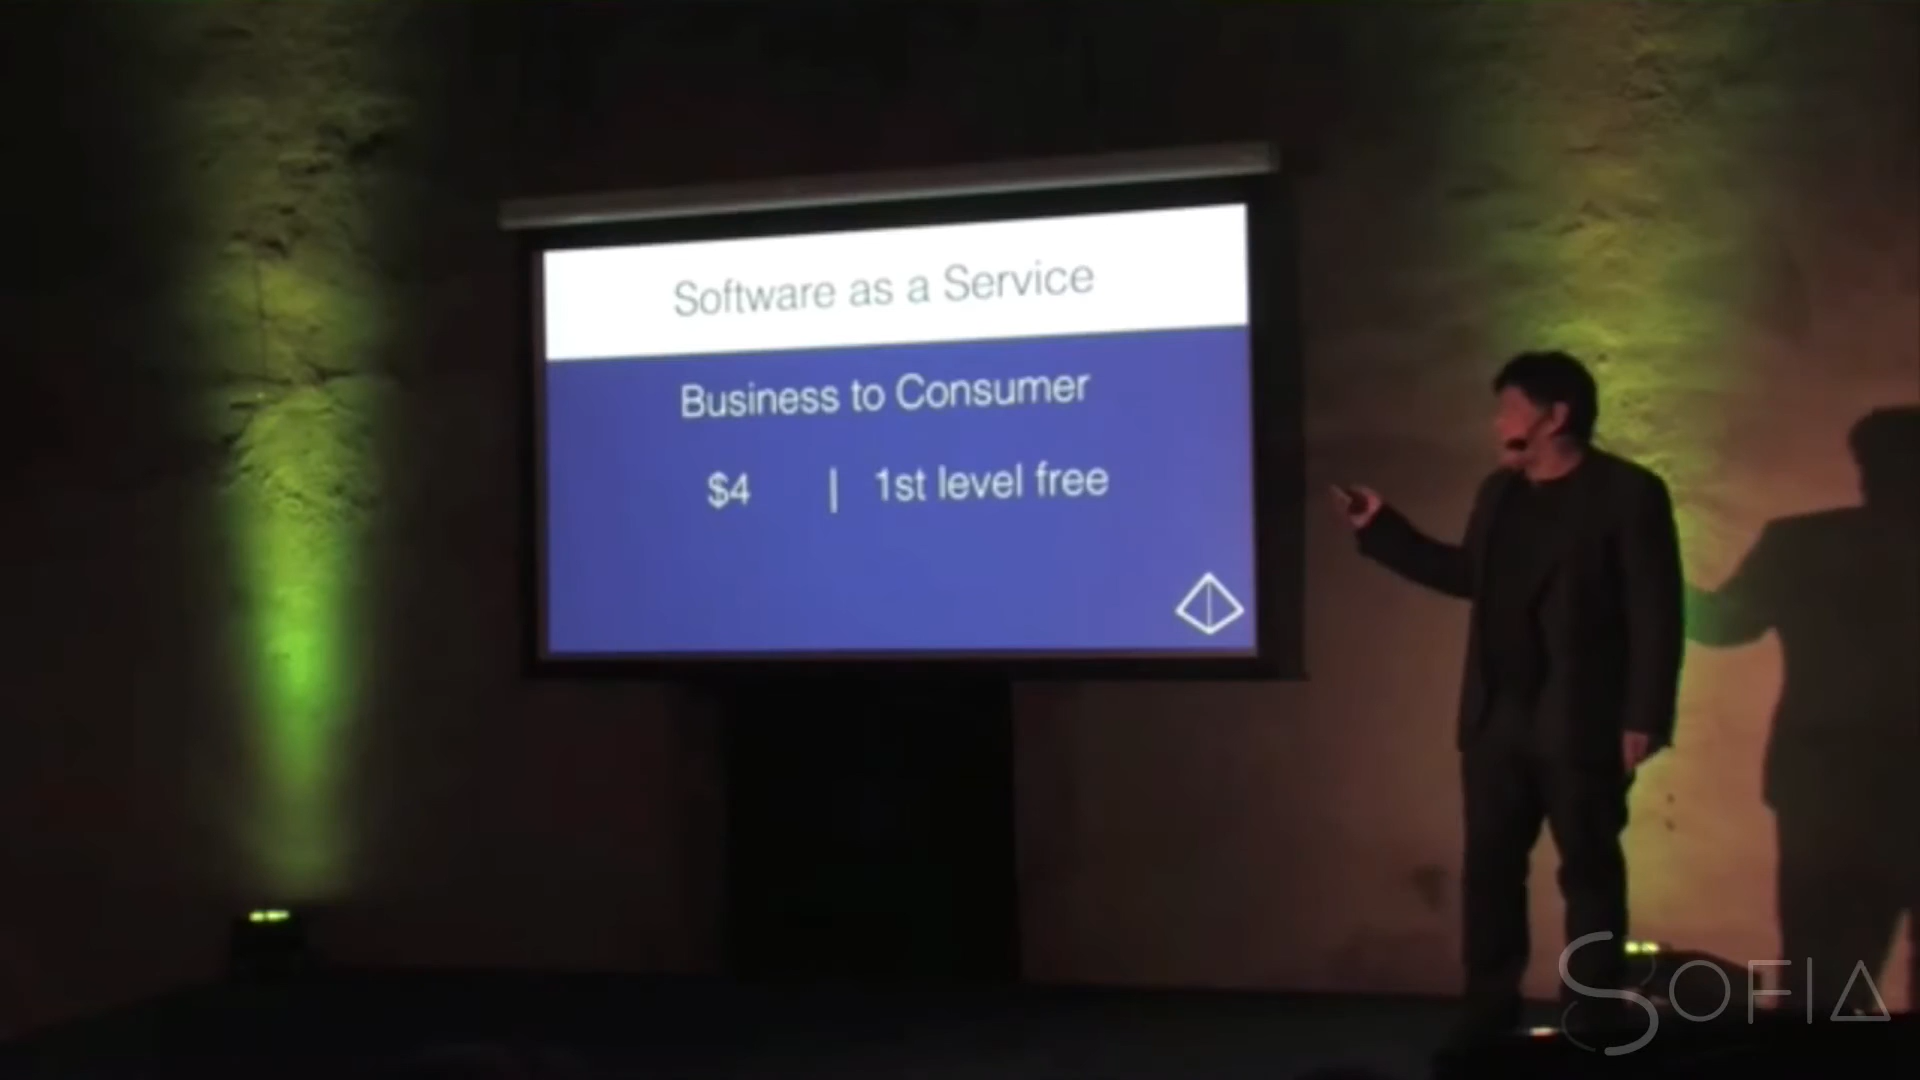 Software as a Service
Business to Consumer
$4 | 1st level free
SOFIA